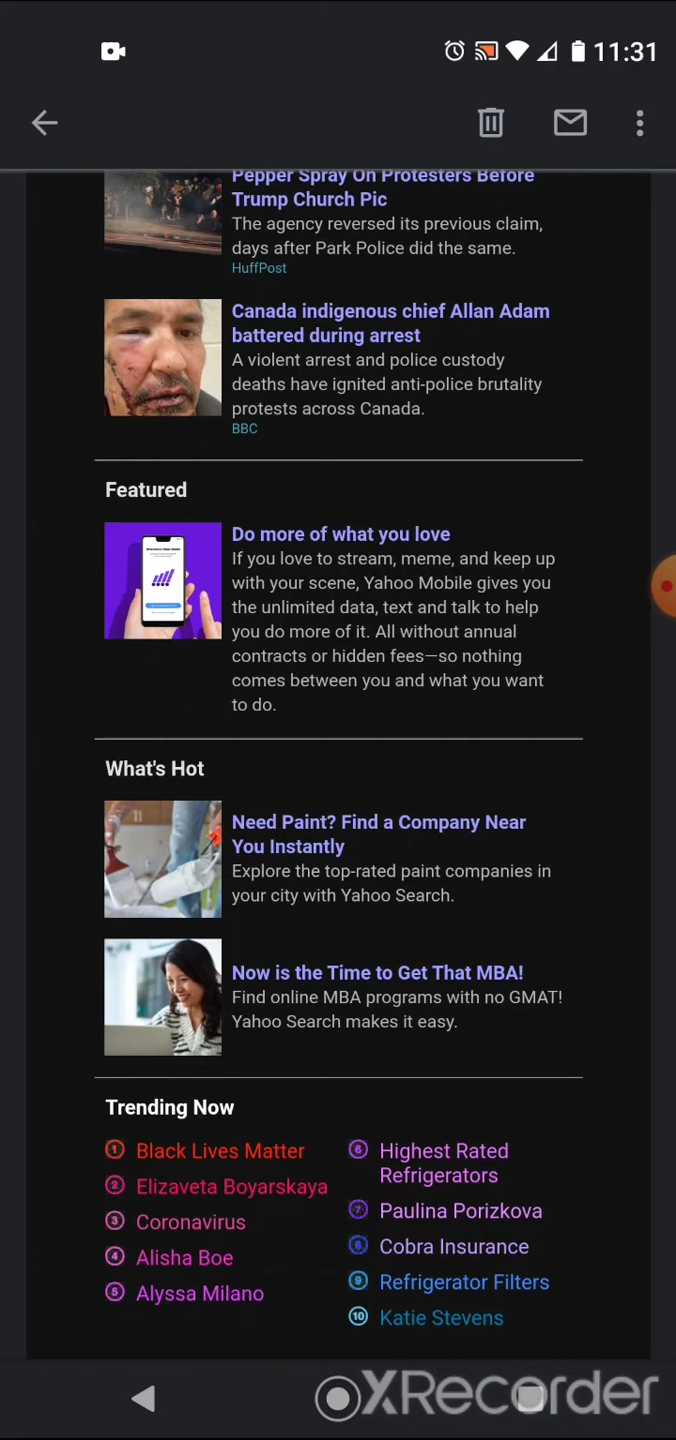 11:31
Pepper Spray On Protesters Before
Trump Church Pic
The agency reversed its previous claim,
days after Park Police did the same.
HuffPost
Canada indigenous chief Allan Adam
battered during arrest
A violent arrest and police custody
deaths have ignited anti-police brutality
protests across Canada.
BBC
Featured
Do more of what you love
If you love to stream, meme, and keep up
with your scene, Yahoo Mobile gives you
the unlimited data, text and talk to help
you do more of it. All without annual
contracts or hidden fees—so nothing
comes between you and what you want
to do.
What's Hot
Need Paint? Find a Company Near
You Instantly
Explore the top-rated paint companies in
your city with Yahoo Search.
Now is the Time to Get That MBA!
Find online MBA programs with no GMAT!
Yahoo Search makes it easy.
Trending Now
1 Black Lives Matter
2 Elizaveta Boyarskaya
3 Coronavirus
4 Alisha Boe
5 Alyssa Milano
6 Highest Rated
Refrigerators
7 Paulina Porizkova
8 Cobra Insurance
9 Refrigerator Filters
10 Katie Stevens
XRecorder